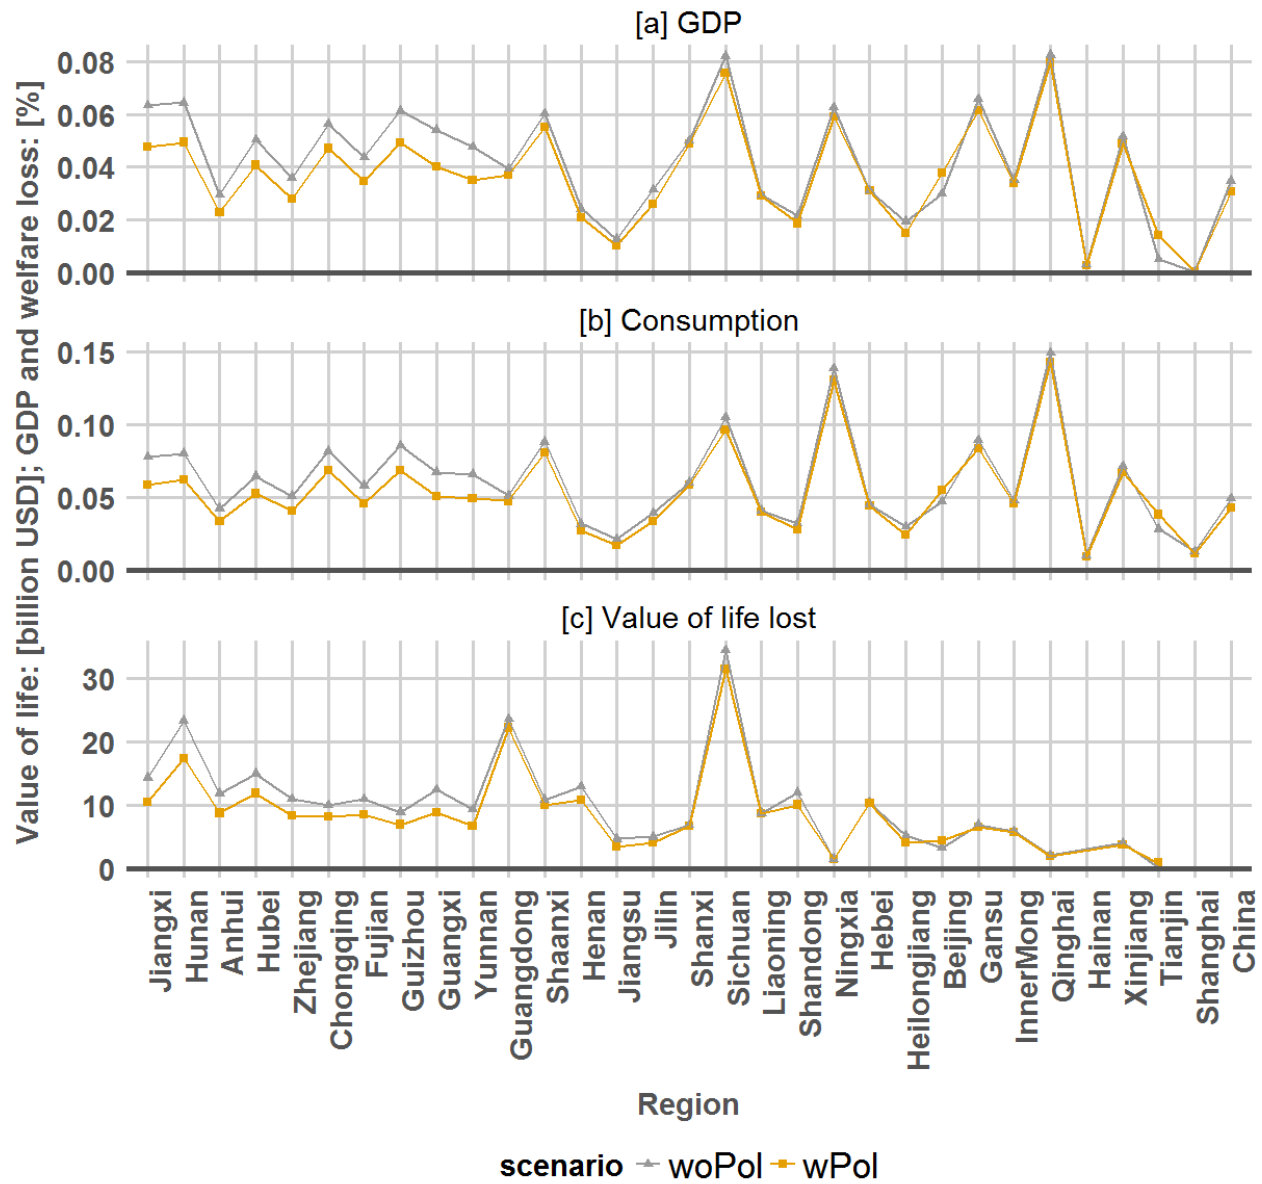 [a] GDP
0.08
0.06
0.04
0.02
0.00
[b] Consumption
0.15
0.10
0.05
0.00
[c] Value of life lost
30
20
10
0
Value of life: [billion USD]; GDP and welfare loss: [%]
Jiangxi
Hunan
Anhui
Hubei
Zhejiang
Chongqing
Fujian
Guizhou
Guangxi
Yunnan
Guangdong
Shaanxi
Henan
Jiangsu
Jilin
Shanxi
Sichuan
Liaoning
Shandong
Ningxia
Hebei
Heilongjiang
Beijing
Gansu
InnerMong
Qinghai
Hainan
Xinjiang
Tianjin
Shanghai
China
Region
scenario woPol wPol